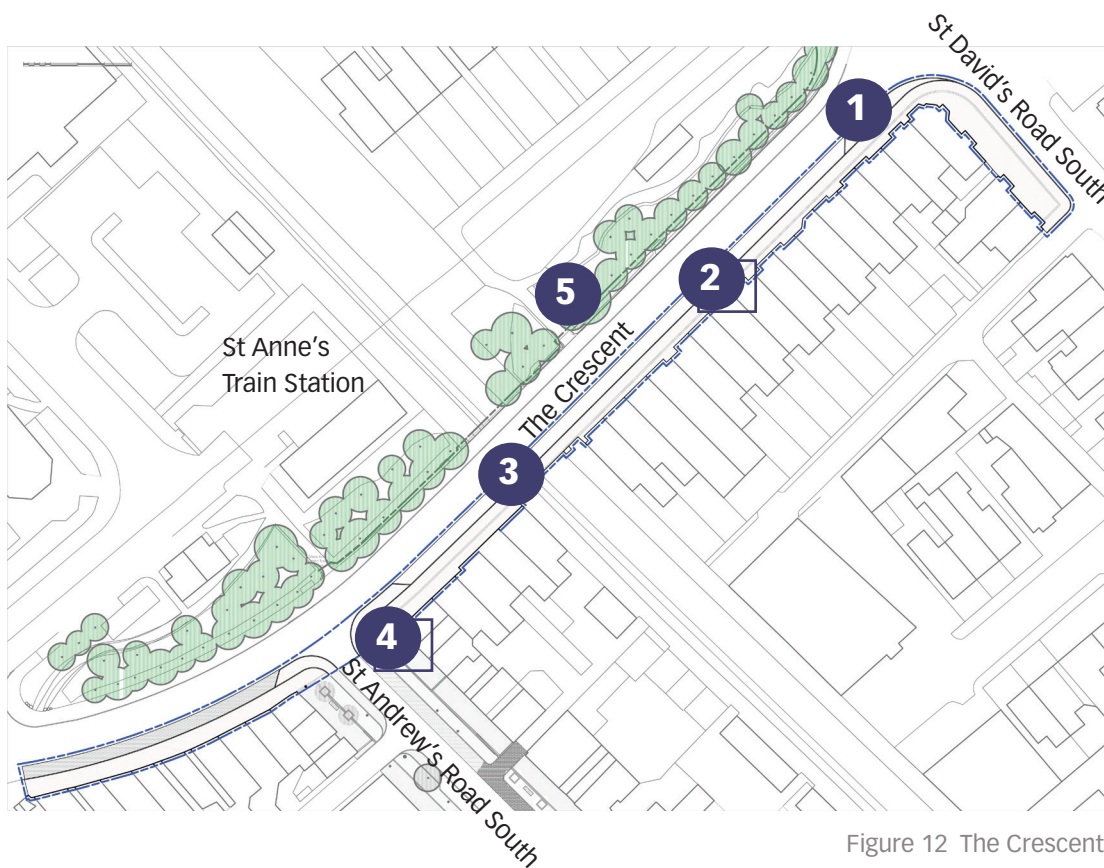 St David's Road South
1
2
5
St Anne's
Train Station
The Crescent
3
4
St Andrew's Road South
Figure 12 The Crescent